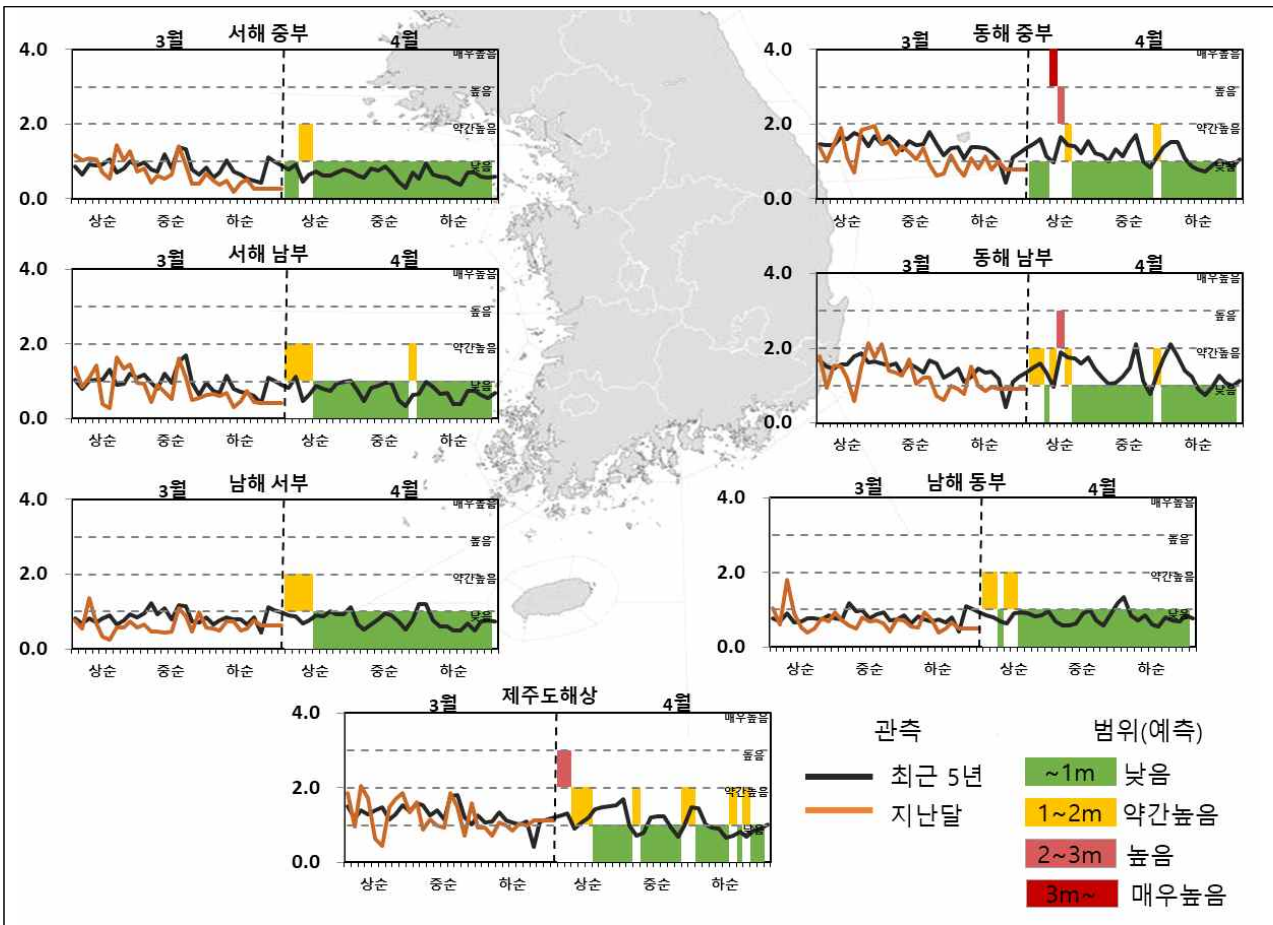 서해 중부
3월
4월
4.0
2.0
0.0
매우높음
높음
약간높음
낮음
상순
중순
하순
상순
중순
하순
동해 중부
3월
4월
4.0
2.0
0.0
매우높음
높음
약간높음
낮음
상순
중순
하순
상순
중순
하순
서해 남부
3월
4월
4.0
2.0
0.0
매우높음
높음
약간높음
낮음
상순
중순
하순
상순
중순
하순
동해 남부
3월
4월
4.0
2.0
0.0
매우높음
높음
약간높음
낮음
상순
중순
하순
상순
중순
하순
남해 서부
3월
4월
4.0
2.0
0.0
매우높음
높음
약간높음
낮음
상순
중순
하순
상순
중순
하순
남해 동부
3월
4월
4.0
2.0
0.0
매우높음
높음
약간높음
낮음
상순
중순
하순
상순
중순
하순
제주도해상
3월
4월
4.0
2.0
0.0
매우높음
높음
약간높음
낮음
상순
중순
하순
상순
중순
하순
관측
최근 5년
지난달
범위(예측)
~1m 낮음
1~2m 약간높음
2~3m 높음
3m~ 매우높음